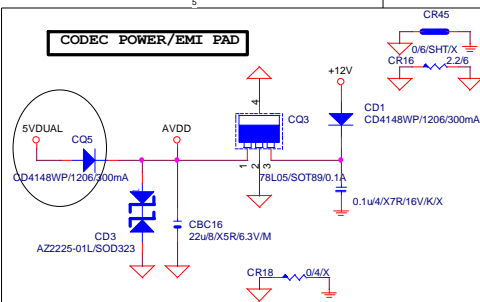 5
CODEC POWER/EMI PAD
CR45
0/6/SHT/X
CR16
2.2/6
+12V
4
CQ3
CD1
CD4148WP/1206/300mA
5VDUAL
CQ5
AVDD
CD4148WP/1206/300mA
1
2
3
78L05/SOT89/0.1A
0.1u/4/X7R/16V/K/X
CD3
AZ2225-01L/SOD323
CBC16
22u/8/X5R/6.3V/M
CR18
0/4/X